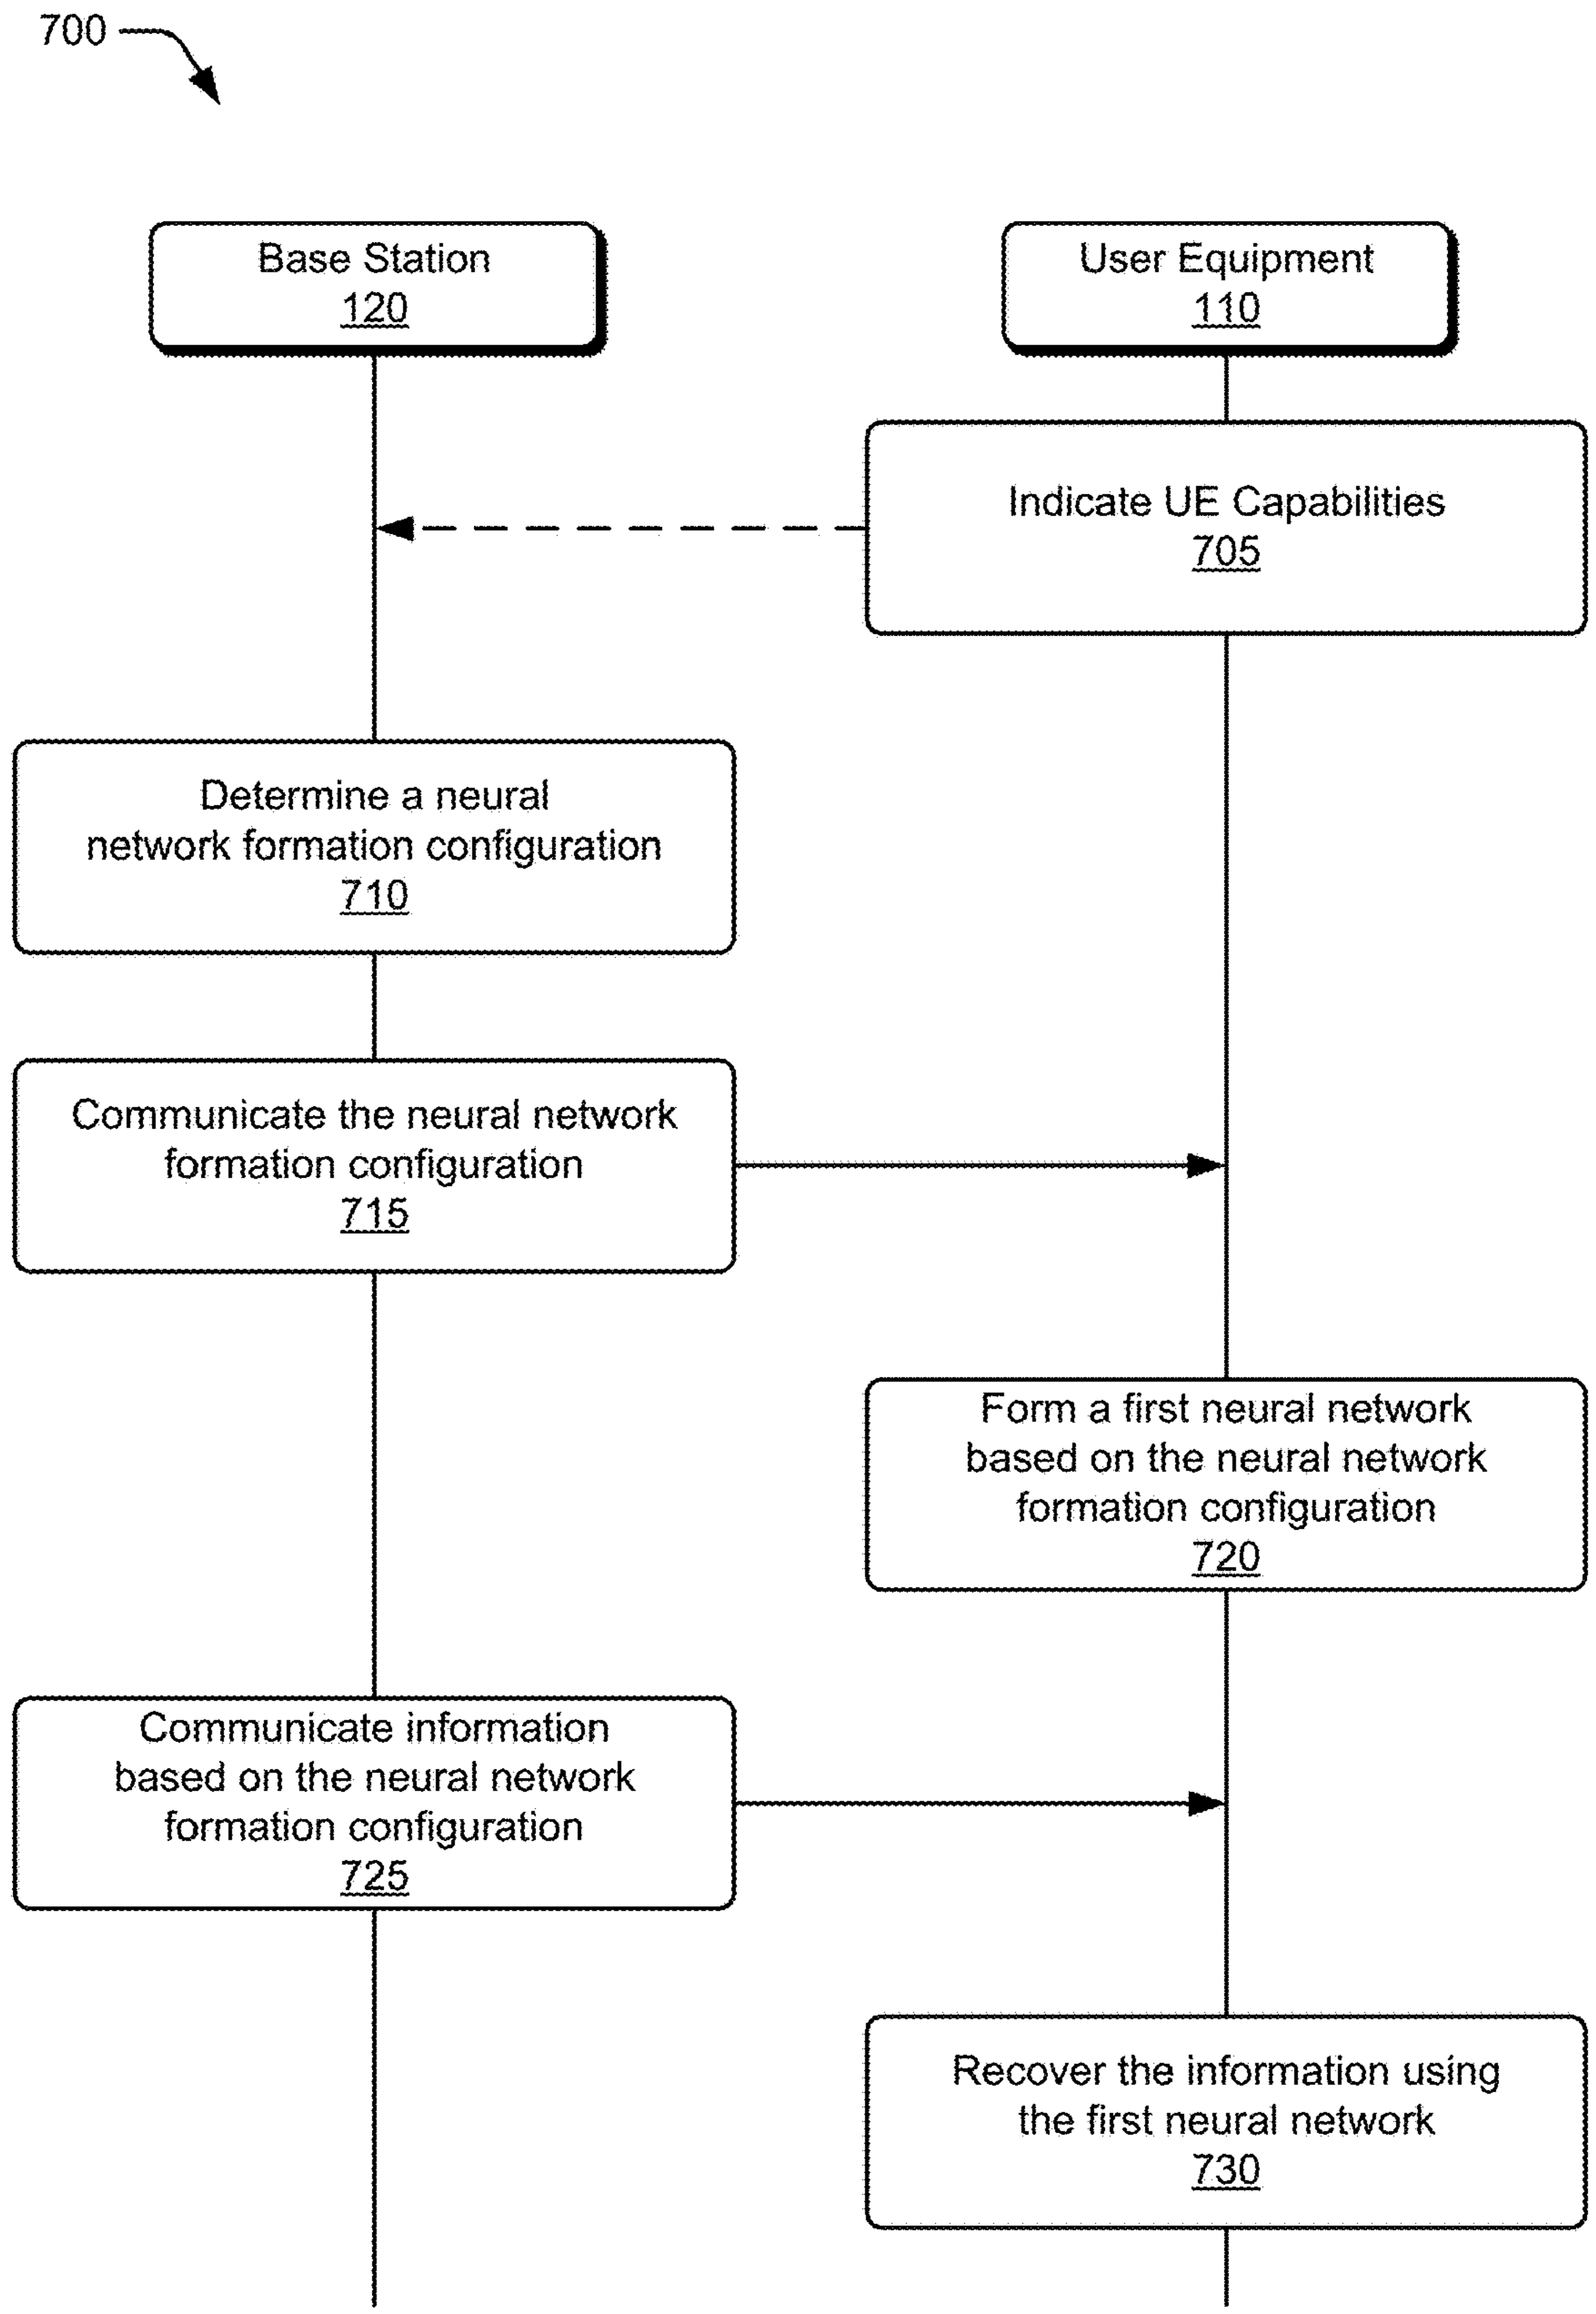 700
Base Station
120
User Equipment
110
Indicate UE Capabilities
705
Determine a neural
network formation configuration
710
Communicate the neural network
formation configuration
715
Form a first neural network
based on the neural network
formation configuration
720
Communicate information
based on the neural network
formation configuration
725
Recover the information using
the first neural network
730